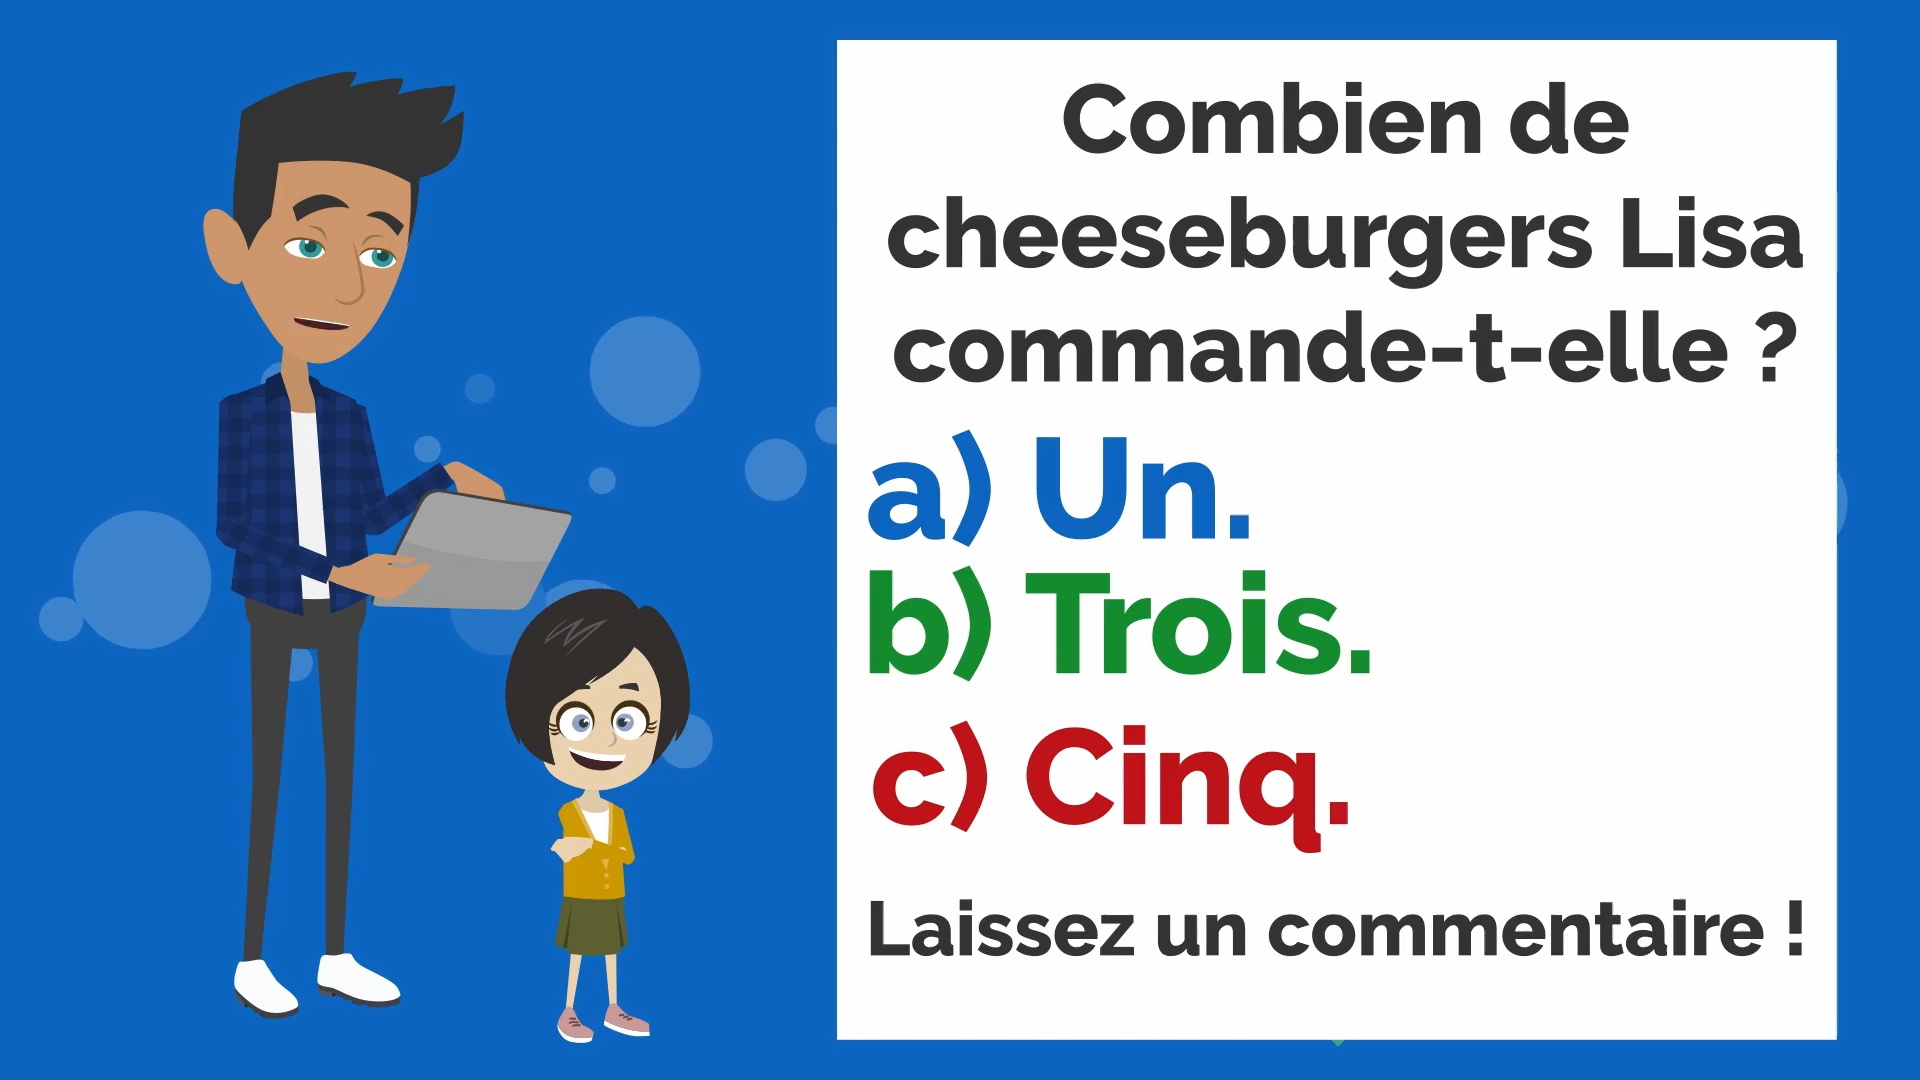 Combien de
cheeseburgers Lisa
commande-t-elle ?
a) Un.
b) Trois.
c) Cinq.
Laissez un commentaire !